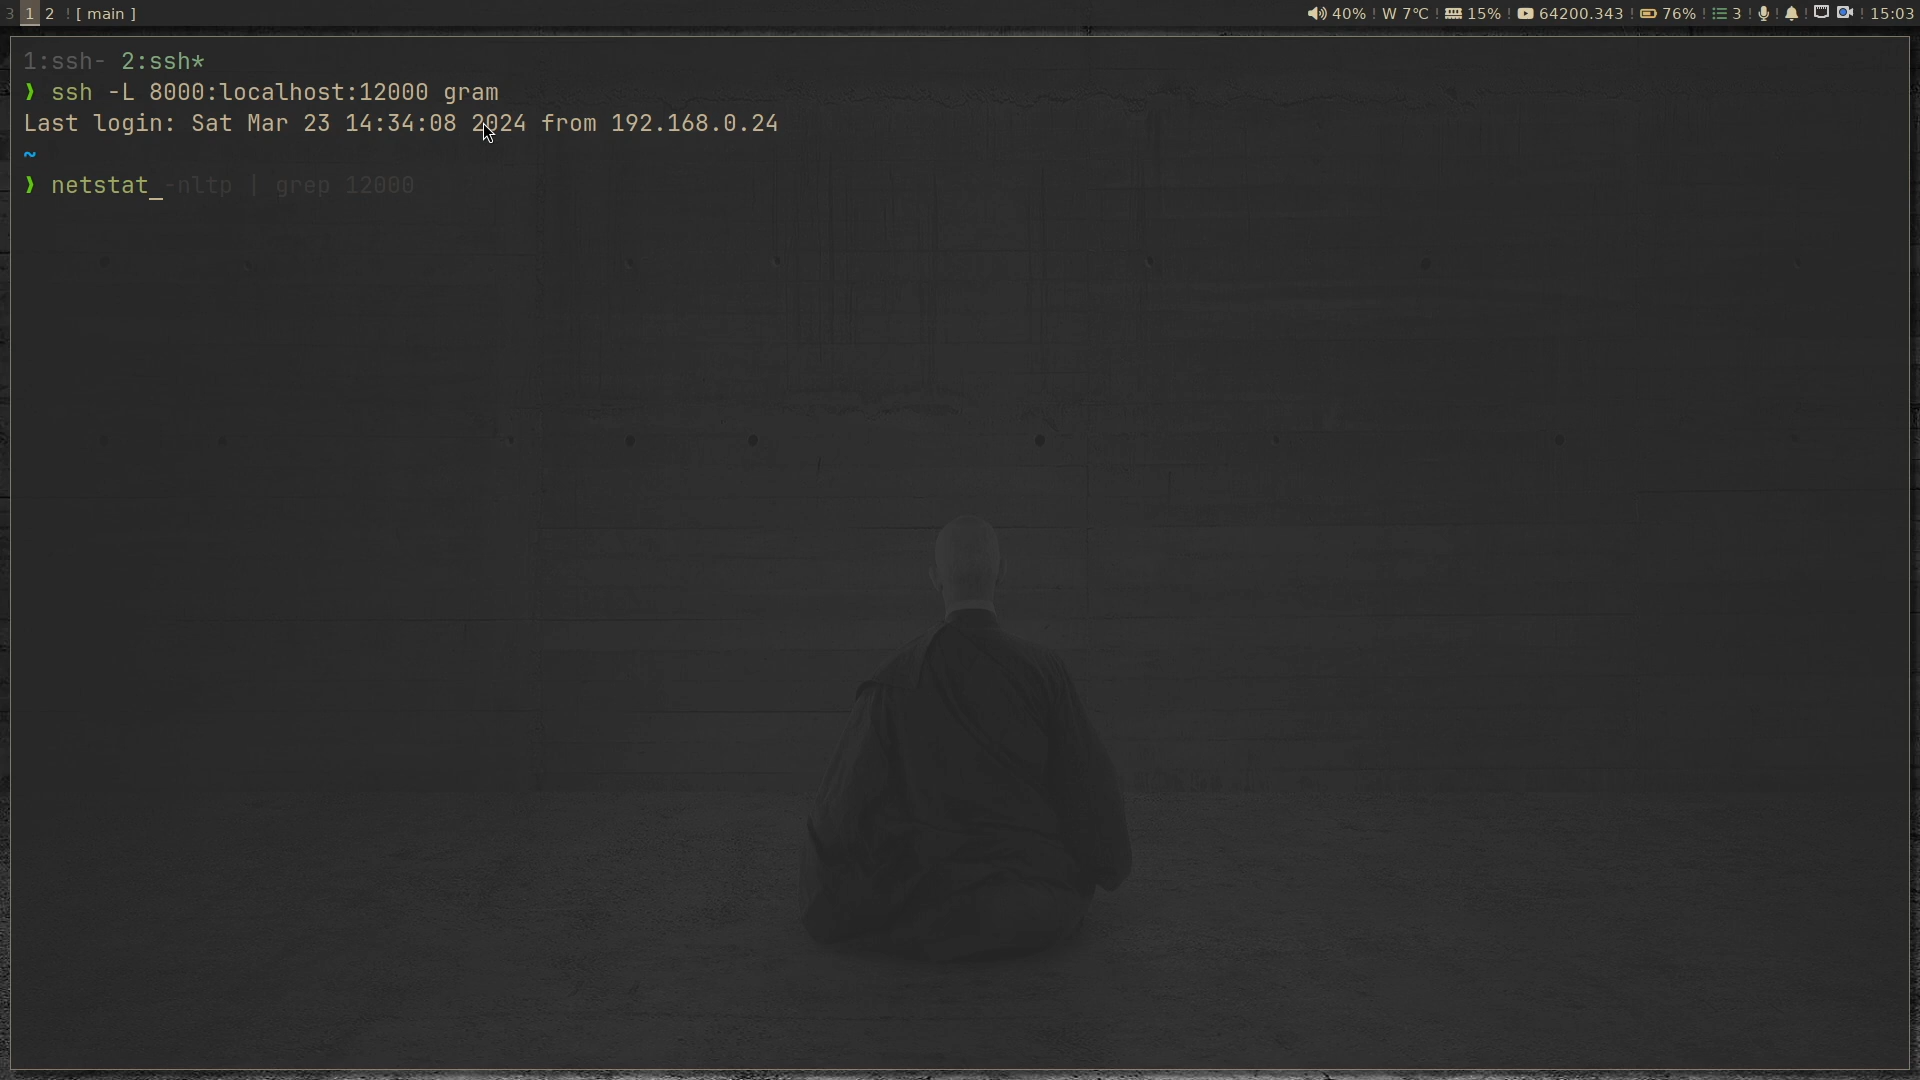 3 1 2 ! [ main ] 40% ! W 7°C ! 15% ! 64200.343 ! 76% ! 3 ! ! ! 15:03
1:ssh- 2:ssh*
❯ ssh -L 8000:localhost:12000 gram
Last login: Sat Mar 23 14:34:08 2024 from 192.168.0.24
~
❯ netstat_-nltp | grep 12000